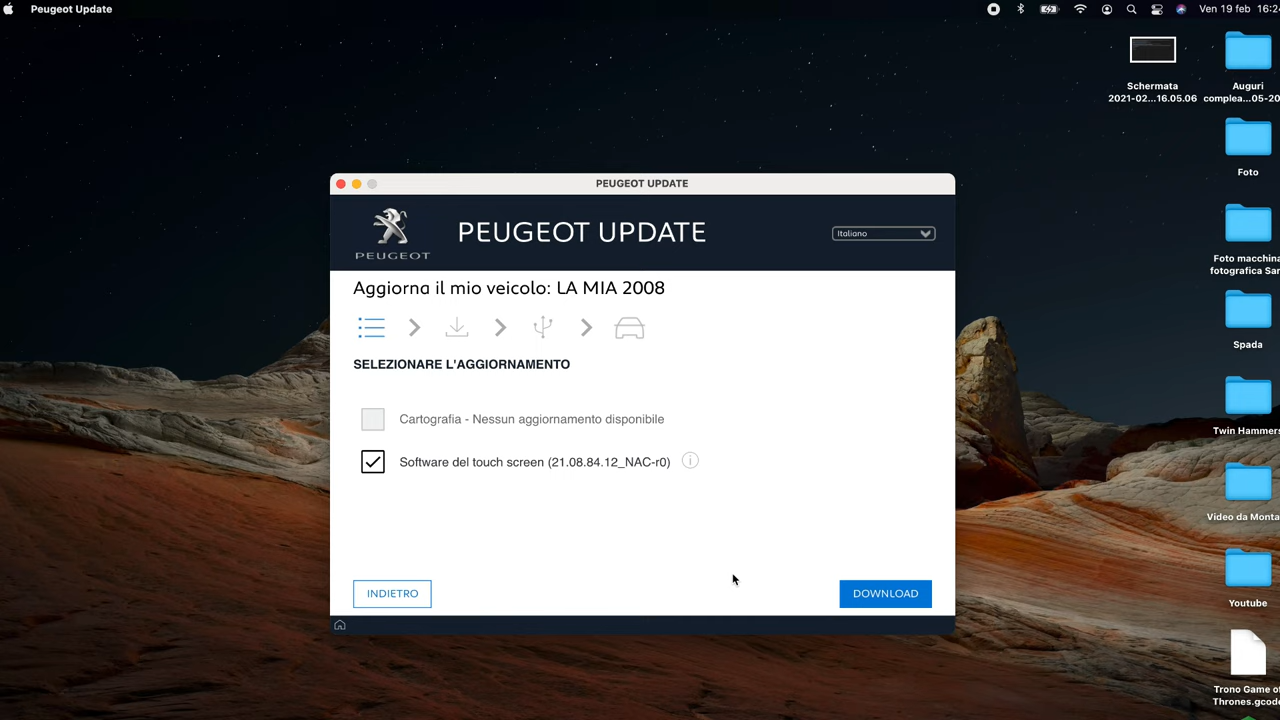 Peugeot Update
Ven 19 feb 16:2
Schermata
2021-02...16.05.06
Auguri
complea...05-20
Foto
PEUGEOT UPDATE
PEUGEOT
PEUGEOT UPDATE
Italiano
Foto macchina
fotografica Sar
Aggiorna il mio veicolo: LA MIA 2008
Spada
SELEZIONARE L'AGGIORNAMENTO
Cartografia - Nessun aggiornamento disponibile
Twin Hammers
Software del touch screen (21.08.84.12_NAC-r0)
Video da Monta
INDIETRO
DOWNLOAD
Youtube
Trono Game of
Thrones.gcode